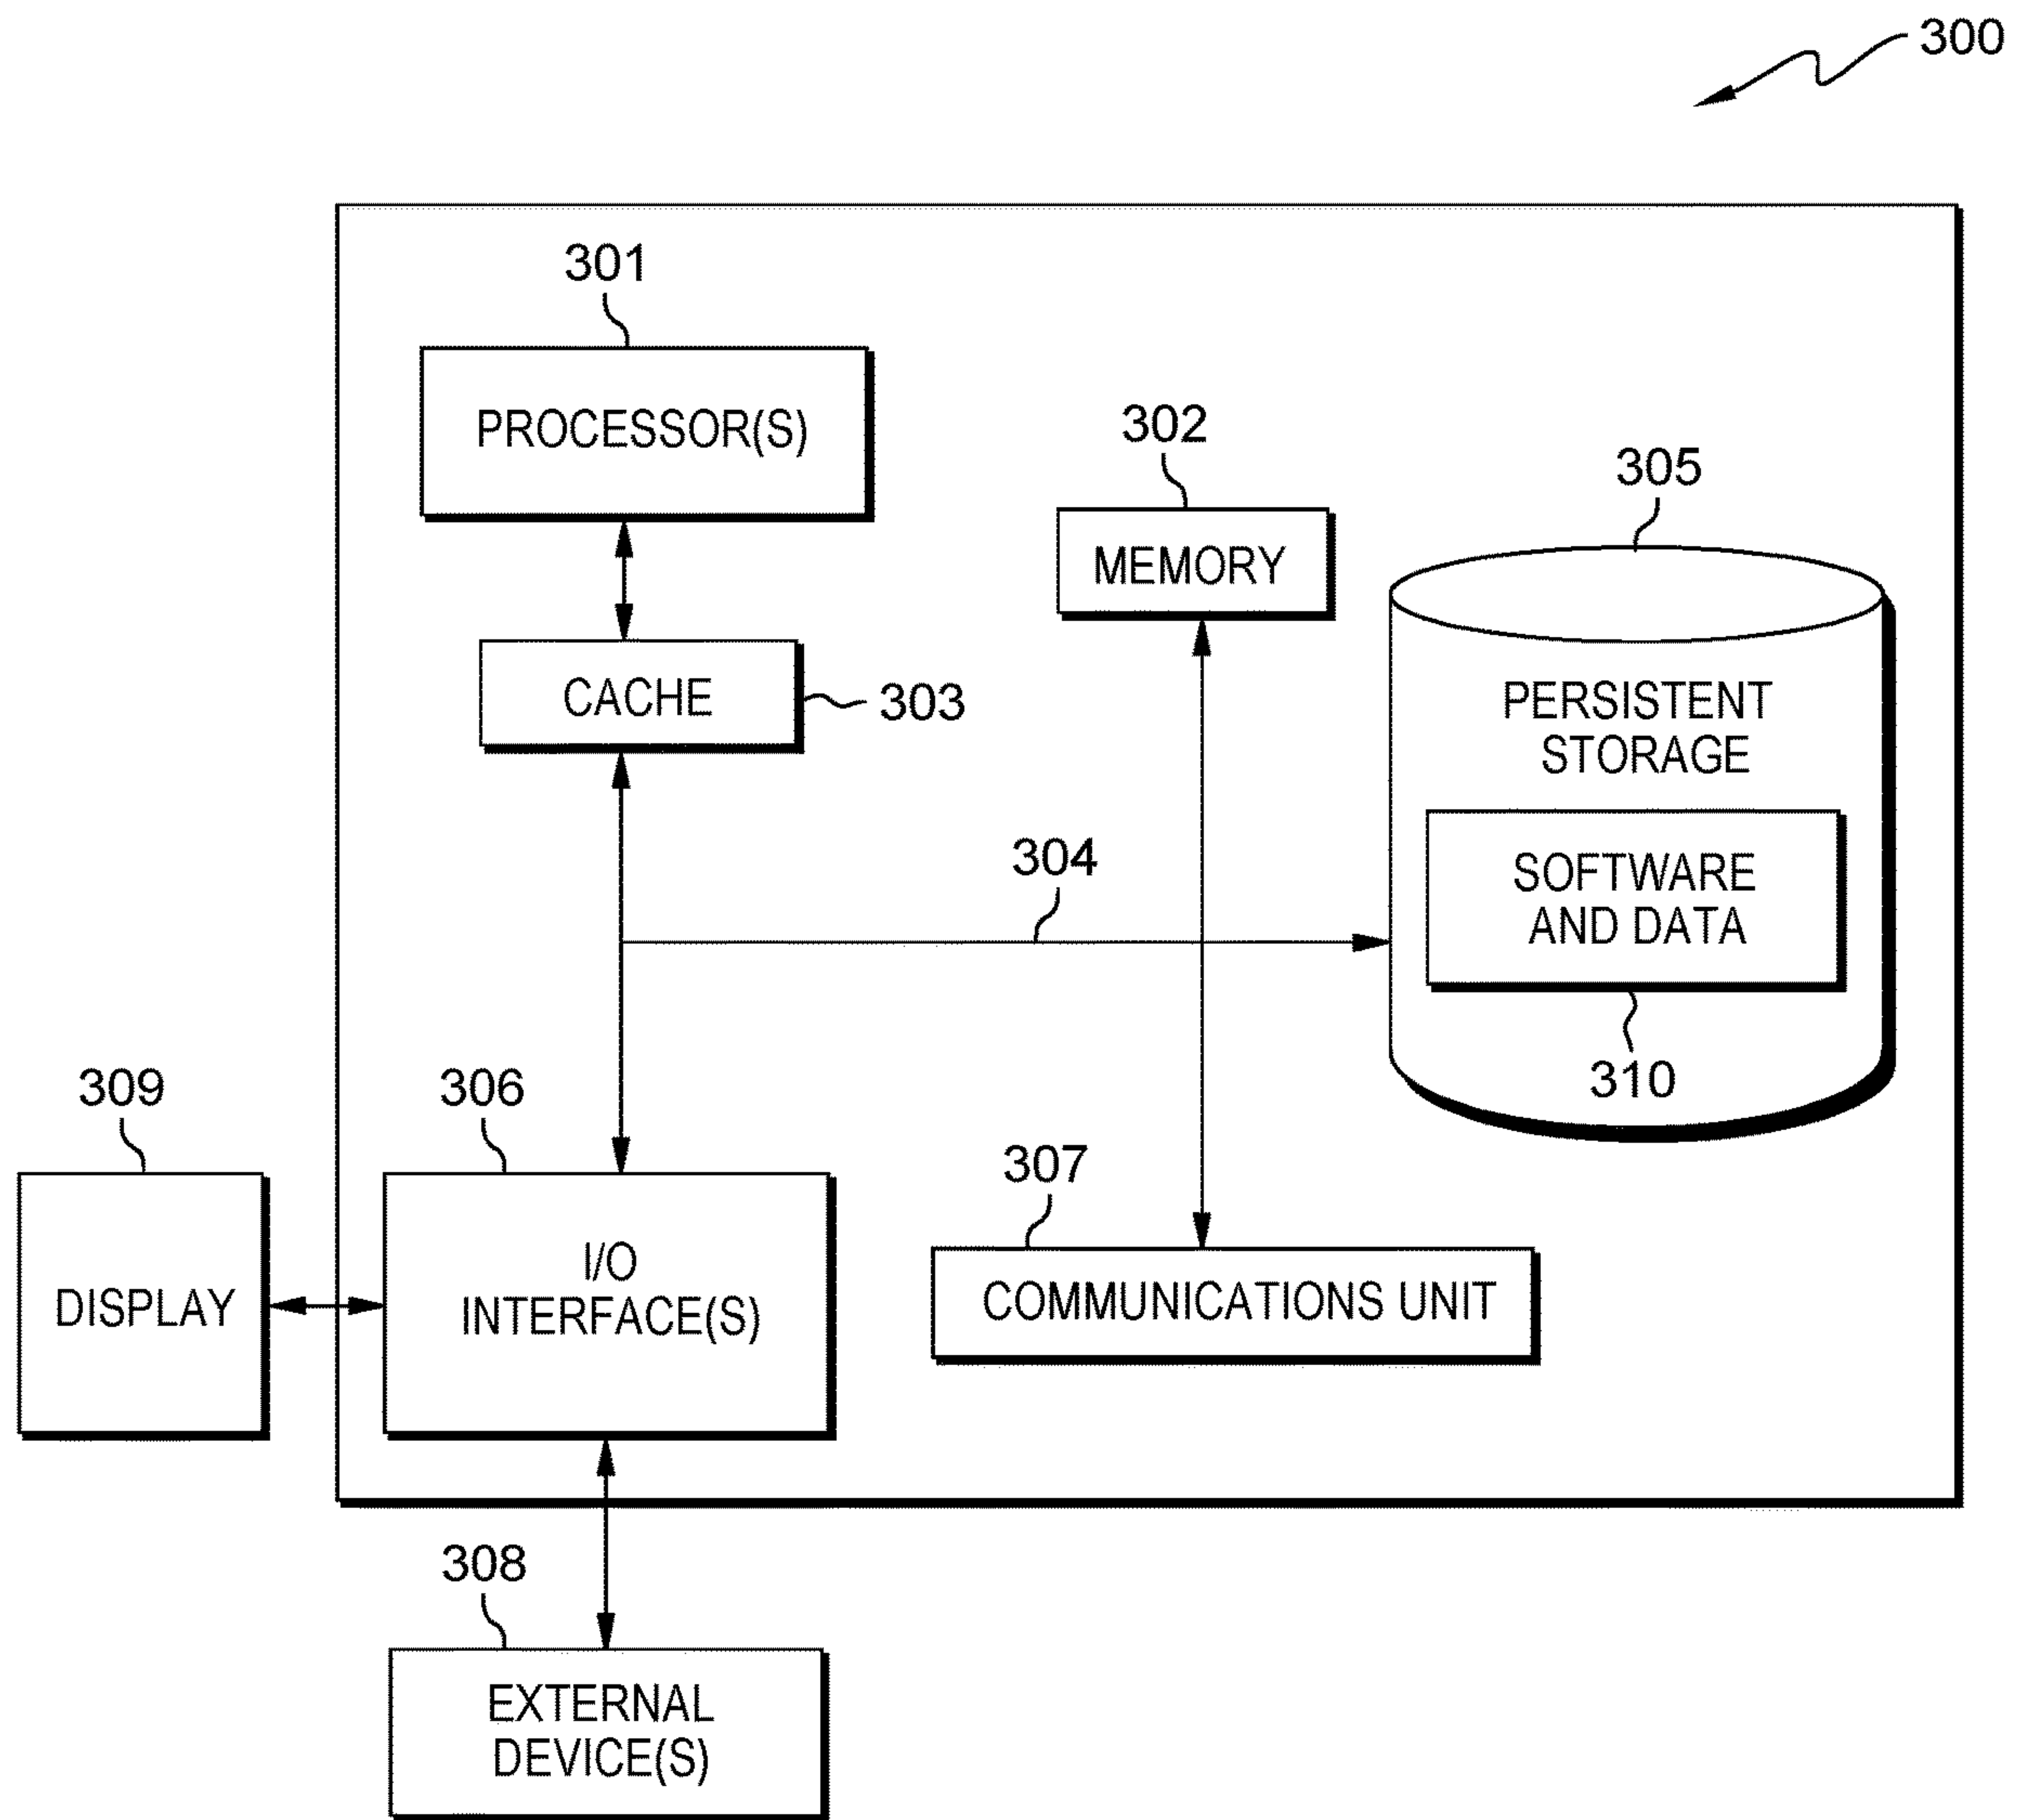 300
301
PROCESSOR(S)
302
MEMORY
305
PERSISTENT
STORAGE
CACHE
303
304
SOFTWARE
AND DATA
310
309
DISPLAY
306
I/O
INTERFACE(S)
307
COMMUNICATIONS UNIT
308
EXTERNAL
DEVICE(S)